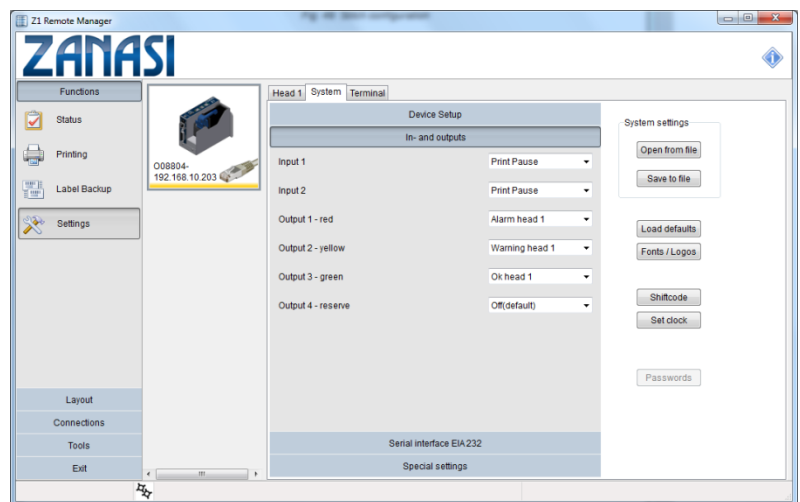 Z1 Remote Manager
ZANASI
Functions
Status
Printing
Label Backup
Settings
Layout
Connections
Tools
Exit
O08804-
192.168.10.203
Head 1 System Terminal
Device Setup
In- and outputs
Input 1 Print Pause
Input 2 Print Pause
Output 1 - red Alarm head 1
Output 2 - yellow Warning head 1
Output 3 - green Ok head 1
Output 4 - reserve Off(default)
Serial interface EIA232
Special settings
System settings
Open from file
Save to file
Load defaults
Fonts / Logos
Shiftcode
Set clock
Passwords